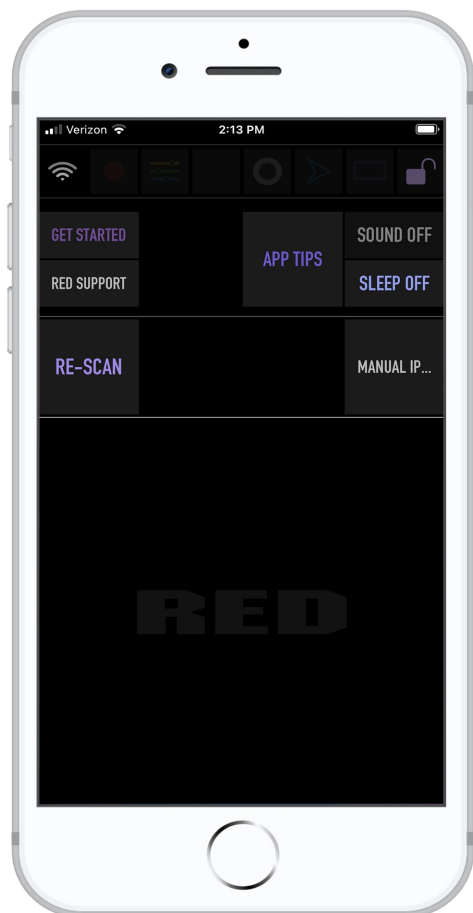 Verizon 2:13 PM
GET STARTED
RED SUPPORT
APP TIPS
SOUND OFF
SLEEP OFF
RE-SCAN
MANUAL IP...
RED